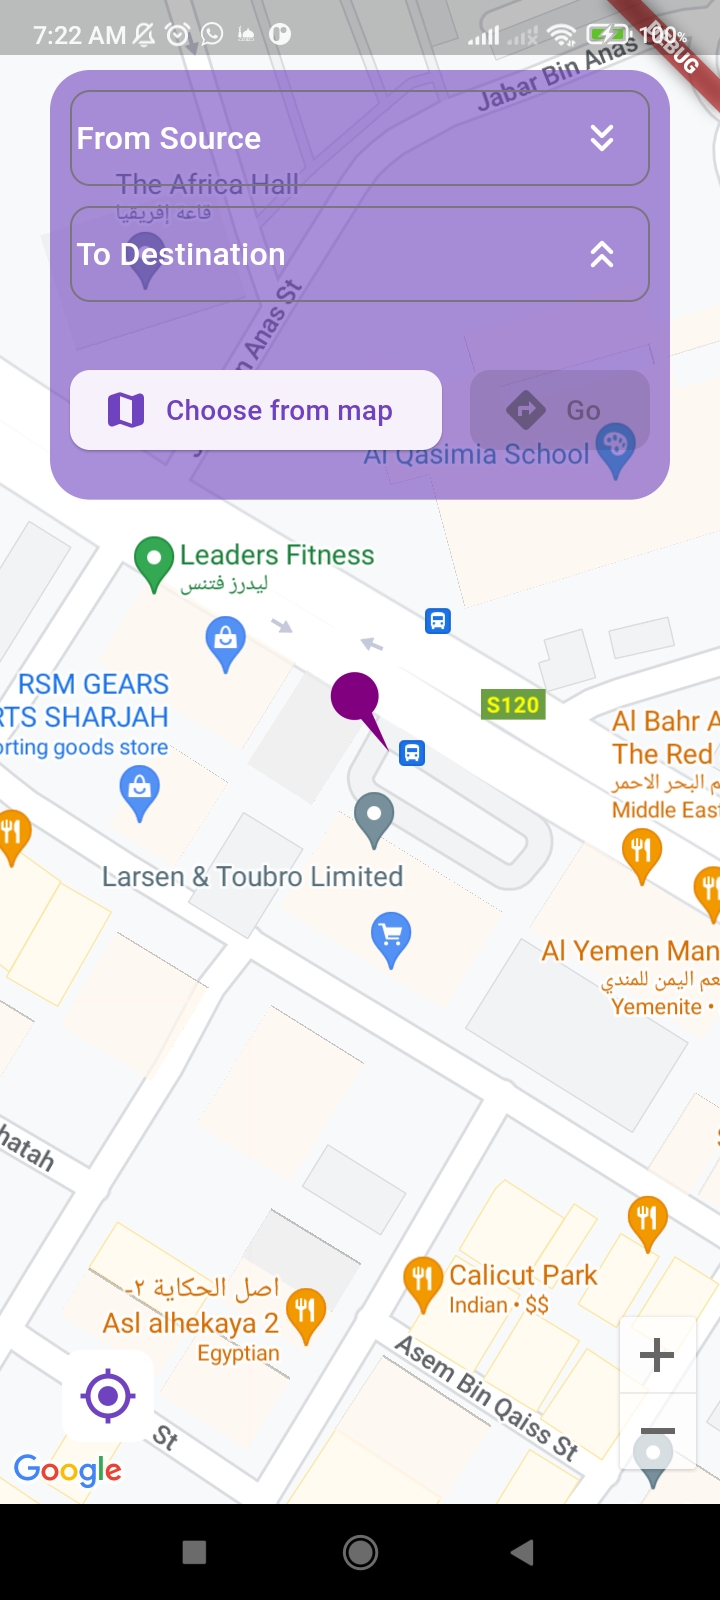 7:22 AM
100%
DEBUG
Jabar Bin Anas
From Source
The Africa Hall
قاعة إفريقيا
To Destination
n Anas St
Choose from map
Go
Al Qasimia School
Leaders Fitness
ليدرز فتنس
RSM GEARS
RTS SHARJAH
orting goods store
S120
Al Bahr A
The Red
م البحر الاحمر
Middle East
Larsen & Toubro Limited
Al Yemen Man
عم اليمن للمندي
Yemenite •
hatah
Calicut Park
Indian • $$
اصل الحكاية ٢-
Asl alhekaya 2
Egyptian
Asem Bin Qaiss St
St
Google